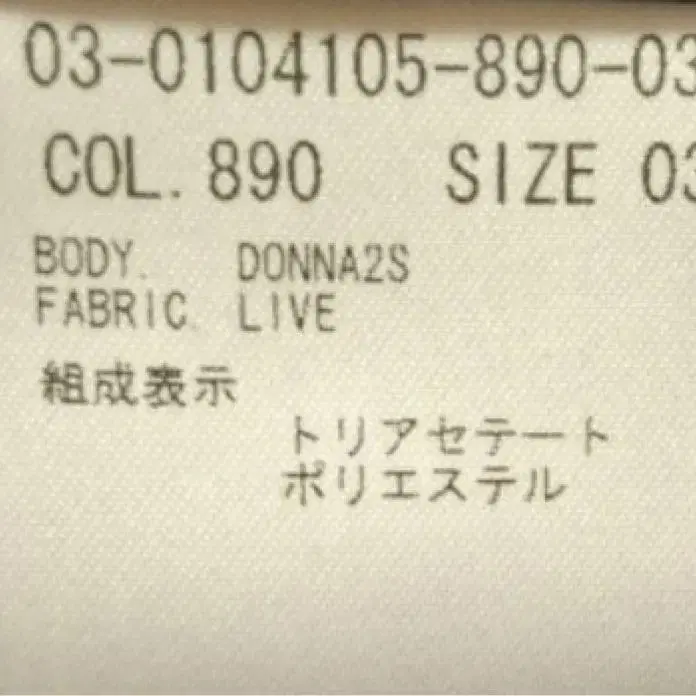 03-0104105-890-03
COL. 890 SIZE 03
BODY. DONNA2S
FABRIC. LIVE
組成表示
トリアセテート
ポリエステル